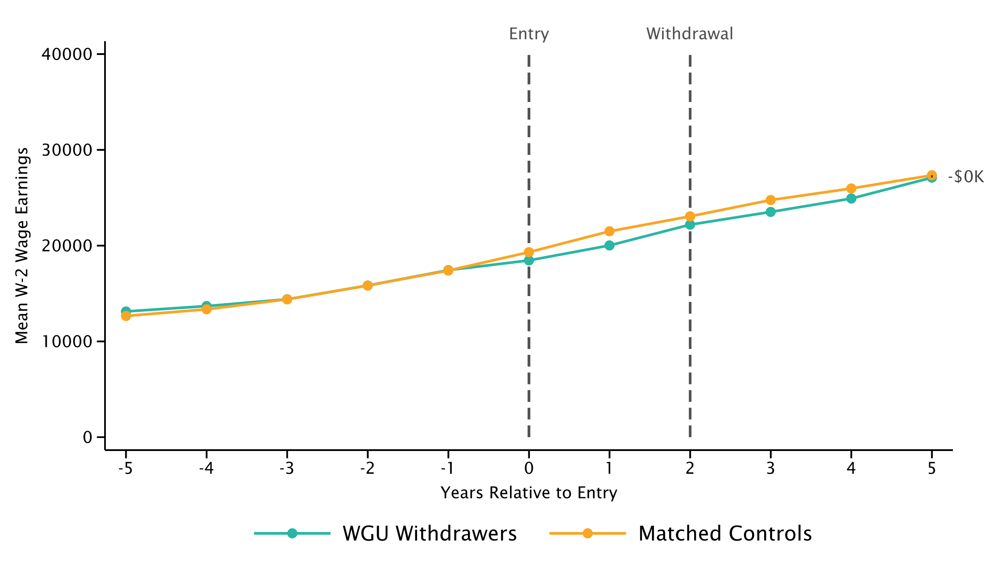 Entry
Withdrawal
40000
30000
20000
10000
0
Mean W-2 Wage Earnings
-$0K
-5
-4
-3
-2
-1
0
1
2
3
4
5
Years Relative to Entry
WGU Withdrawers
Matched Controls